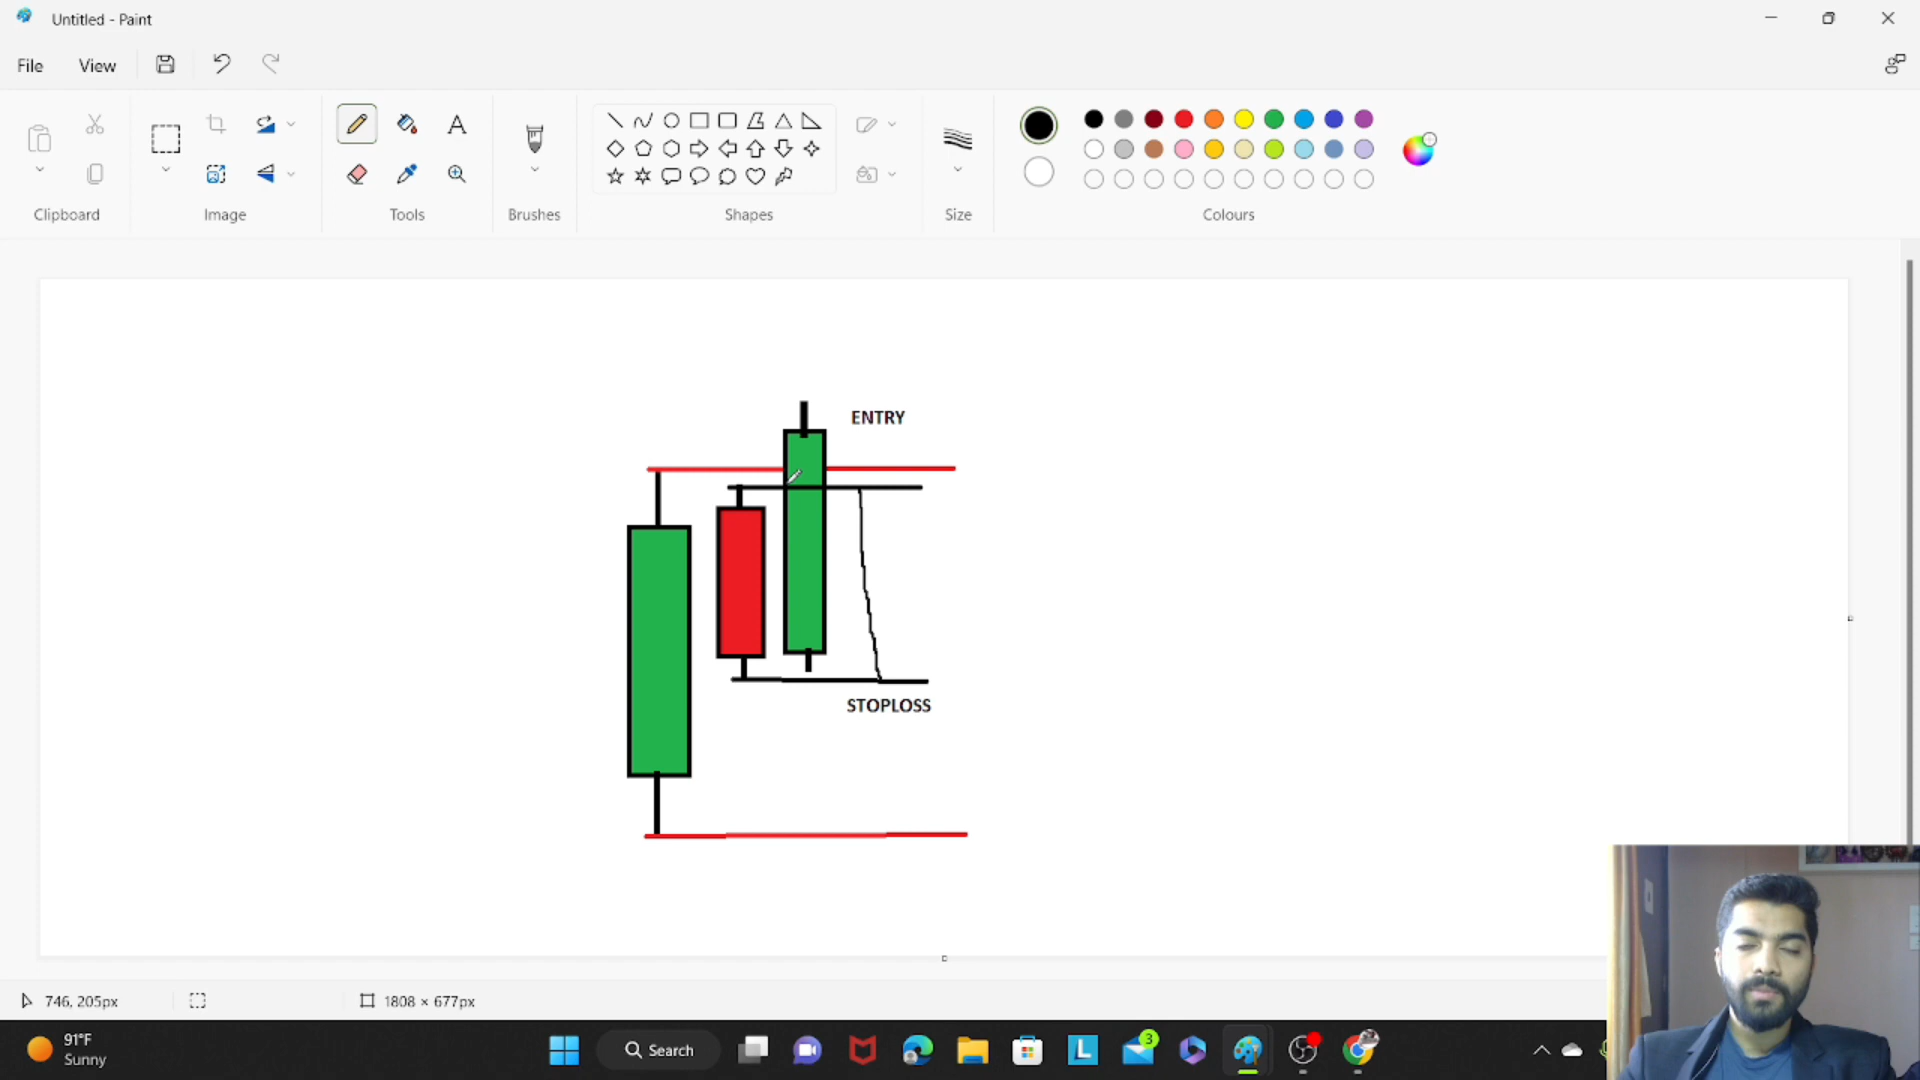 Untitled - Paint
File View
Clipboard Image Tools Brushes Shapes Size Colours
ENTRY
STOPLOSS
746, 205px 1808 × 677px
91°F
Sunny
Search
L
3